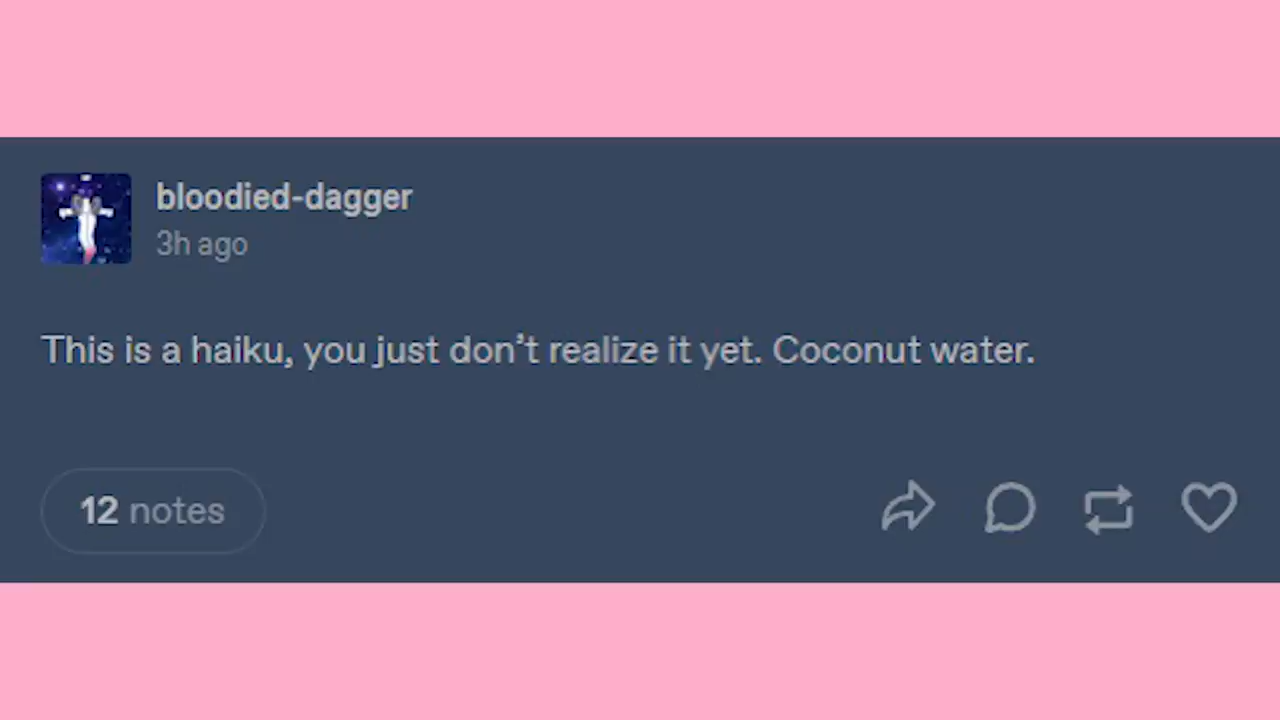 bloodied-dagger
3h ago
This is a haiku, you just don’t realize it yet. Coconut water.
12 notes